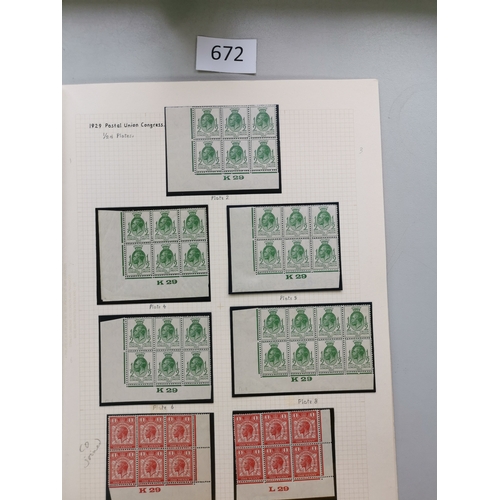 672
1929 Postal Union Congress.
½d Plates.
K 29
Plate 2
K 29
K 29
Plate 4
Plate 5
K 29
K 29
Plate 6
Plate 8
K 29
L 29